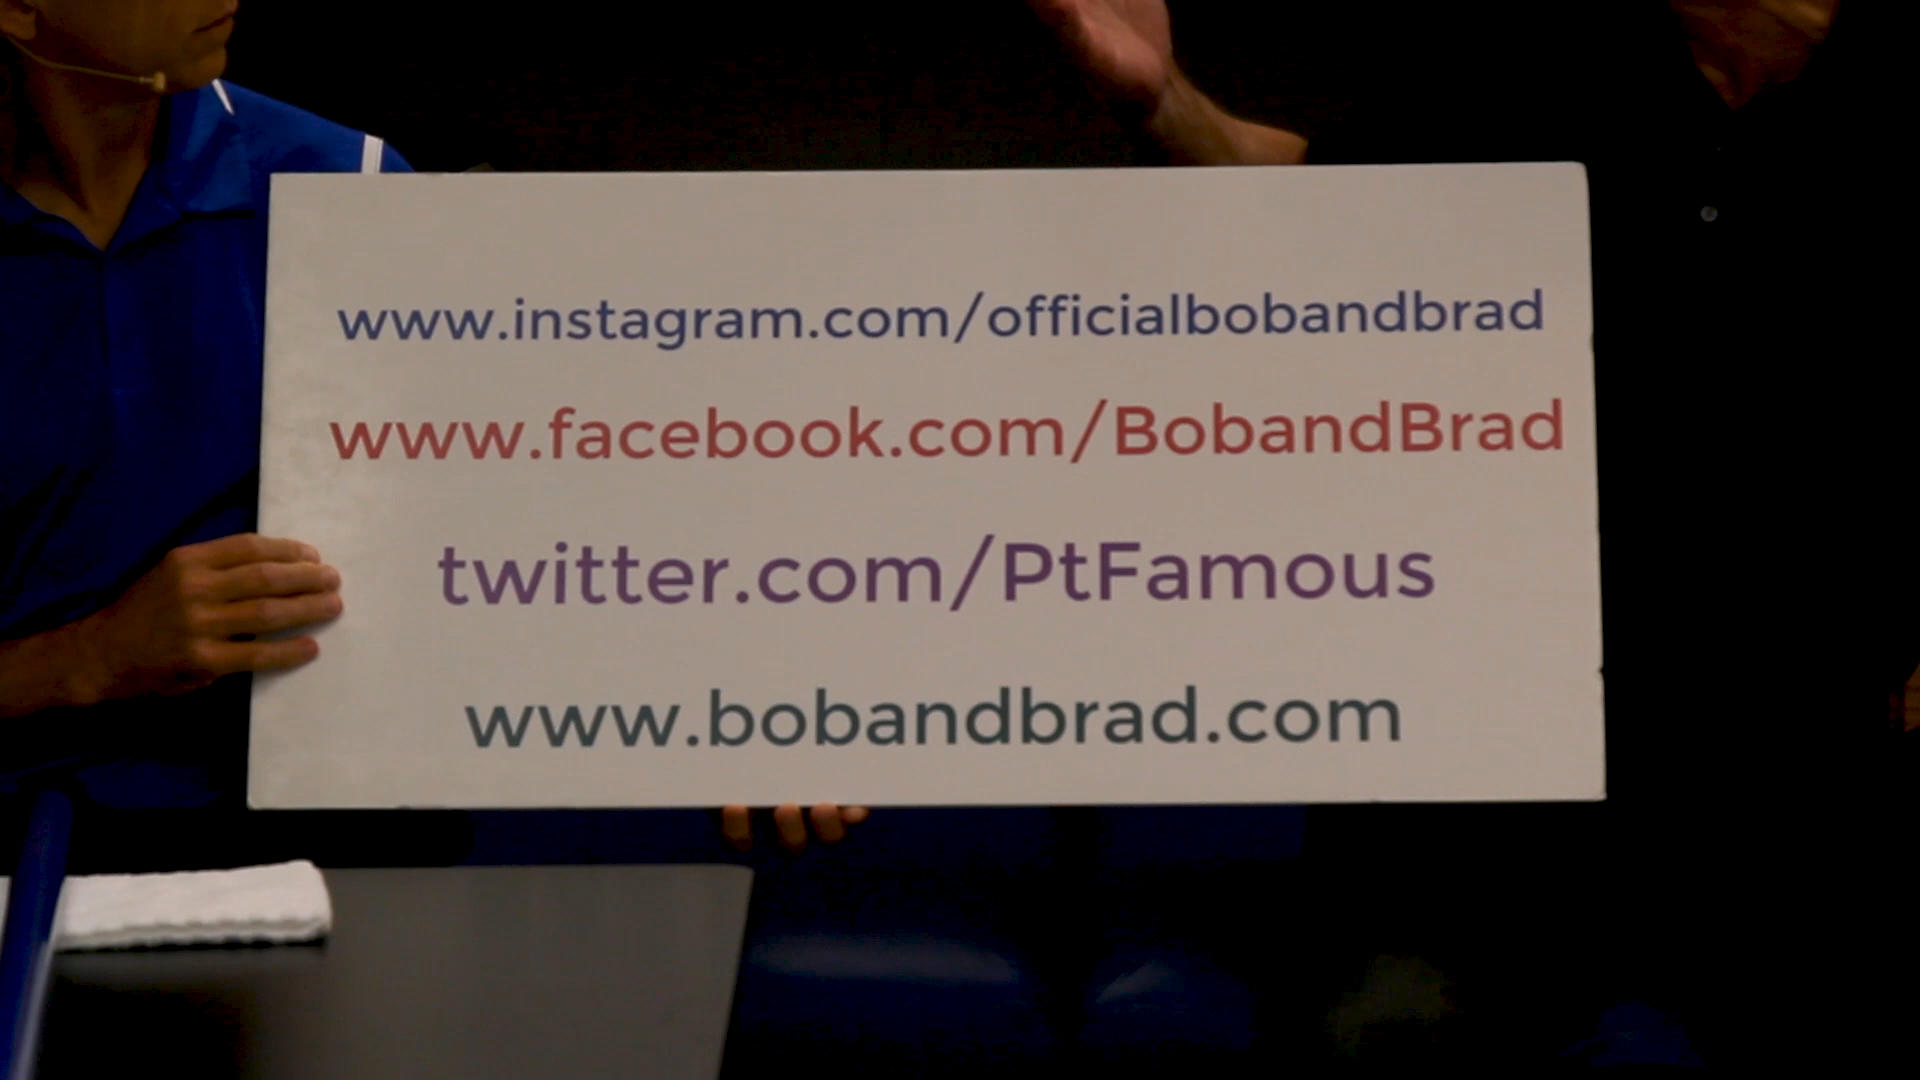 www.instagram.com/officialbobandbrad
www.facebook.com/BobandBrad
twitter.com/PtFamous
www.bobandbrad.com